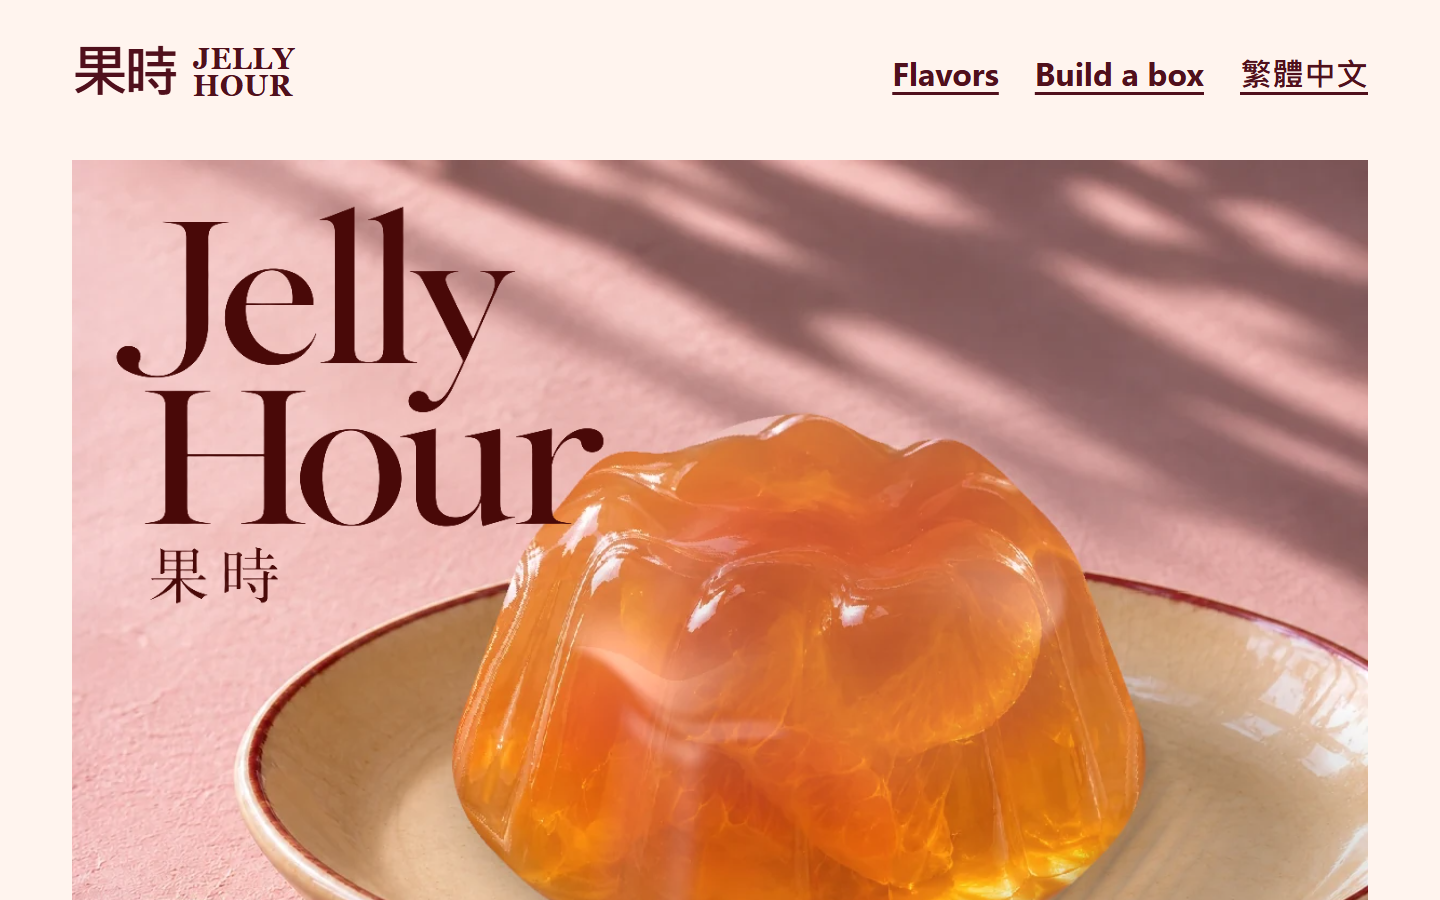 果時 JELLY
HOUR
Flavors Build a box 繁體中文
Jelly
Hour
果時